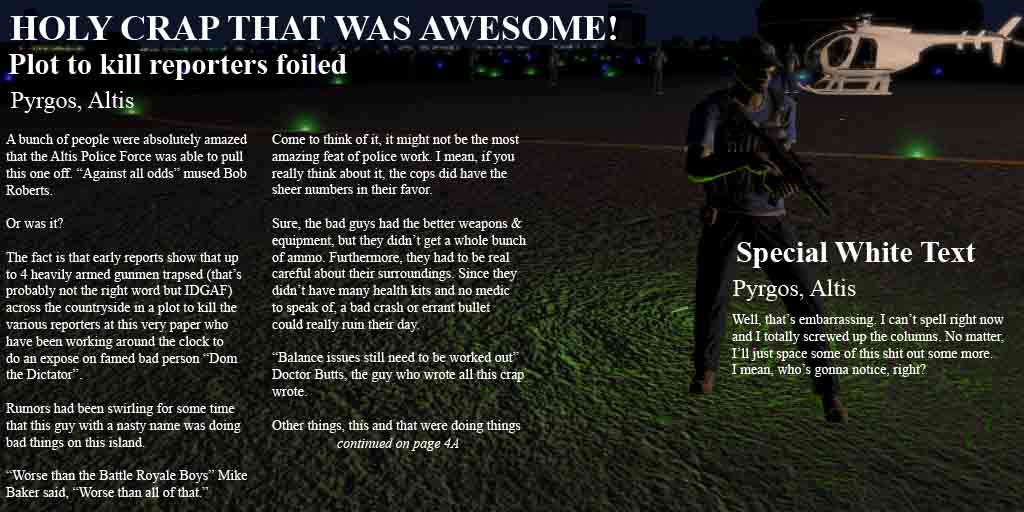 HOLY CRAP THAT WAS AWESOME!
Plot to kill reporters foiled
Pyrgos, Altis
A bunch of people were absolutely amazed
that the Altis Police Force was able to pull
this one off. “Against all odds” mused Bob
Roberts.
Or was it?
The fact is that early reports show that up
to 4 heavily armed gunmen trapsed (that’s
probably not the right word but IDGAF)
across the countryside in a plot to kill the
various reporters at this very paper who
have been working around the clock to
do an expose on famed bad person “Dom
the Dictator”.
Rumors had been swirling for some time
that this guy with a nasty name was doing
bad things on this island.
“Worse than the Battle Royale Boys” Mike
Baker said, “Worse than all of that.”
Come to think of it, it might not be the most
amazing feat of police work. I mean, if you
really think about it, the cops did have the
sheer numbers in their favor.
Sure, the bad guys had the better weapons &
equipment, but they didn’t get a whole bunch
of ammo. Furthermore, they had to be real
careful about their surroundings. Since they
didn’t have many health kits and no medic
to speak of, a bad crash or errant bullet
could really ruin their day.
“Balance issues still need to be worked out”
Doctor Butts, the guy who wrote all this crap
wrote.
Other things, this and that were doing things
continued on page 4A
Special White Text
Pyrgos, Altis
Well, that’s embarrassing. I can’t spell right now
and I totally screwed up the columns. No matter,
I’ll just space some of this shit out some more.
I mean, who’s gonna notice, right?